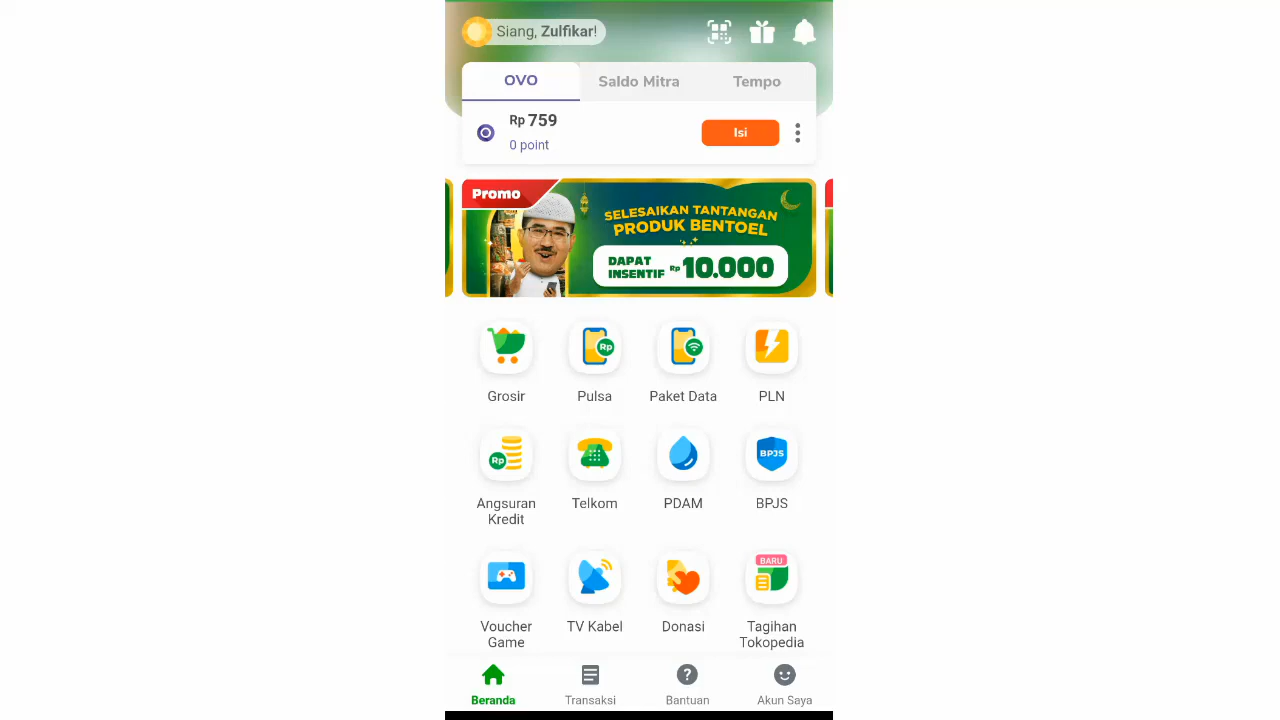 Siang, Zulfikar!
OVO
Saldo Mitra
Tempo
Rp 759
0 point
Isi
Promo
SELESAIKAN TANTANGAN
PRODUK BENTOEL
DAPAT
INSENTIF Rp 10.000
Grosir
Pulsa
Paket Data
PLN
Rp
BPJS
Angsuran
Kredit
Telkom
PDAM
BPJS
BARU
Voucher
Game
TV Kabel
Donasi
Tagihan
Tokopedia
Beranda
Transaksi
Bantuan
Akun Saya